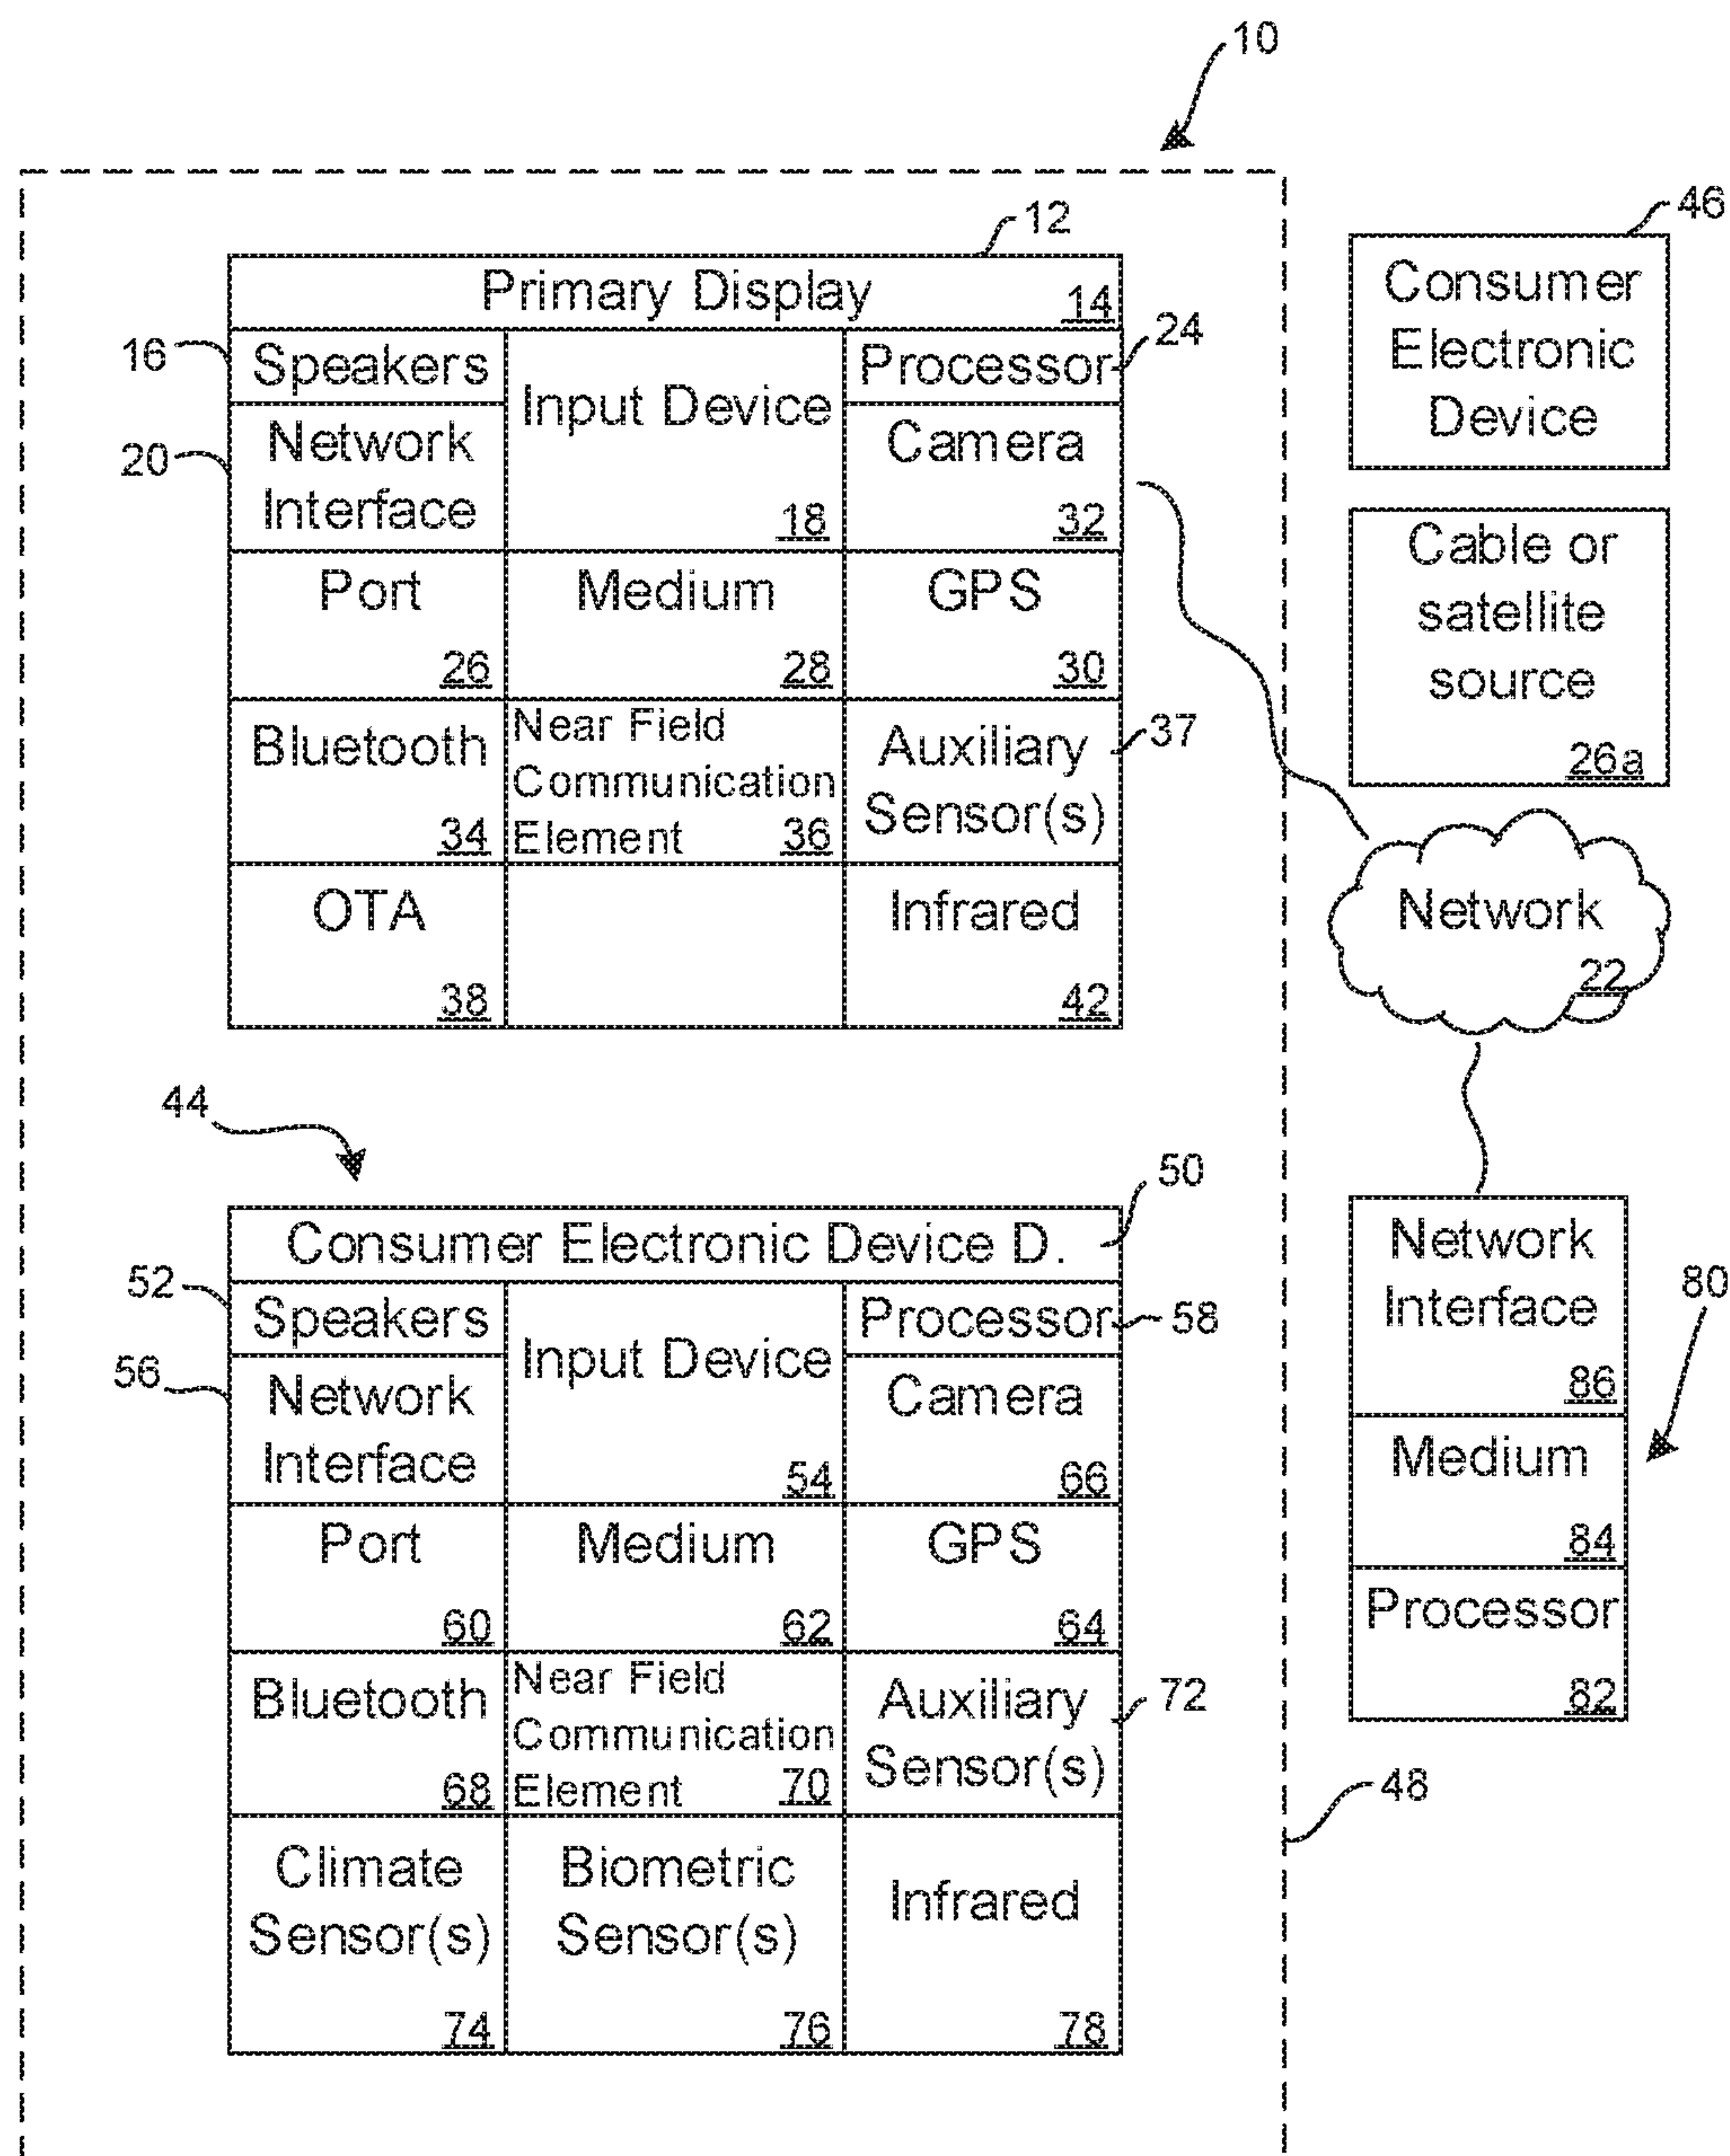 10
12
Primary Display 14
16 Speakers
Input Device 18
Processor 24
20 Network Interface
Camera 32
Port 26
Medium 28
GPS 30
Bluetooth 34
Near Field
Communication
Element 36
Auxiliary
Sensor(s)
37
OTA 38
Infrared 42
46
Consumer
Electronic
Device
Cable or
satellite
source
26a
Network
22
44
50
Consumer Electronic Device D.
52 Speakers
Input Device 54
Processor 58
56 Network Interface
Camera 66
Port 60
Medium 62
GPS 64
Bluetooth 68
Near Field
Communication
Element 70
Auxiliary
Sensor(s)
72
Climate
Sensor(s)
74
Biometric
Sensor(s)
76
Infrared
78
Network
Interface
86
80
Medium
84
Processor
82
48